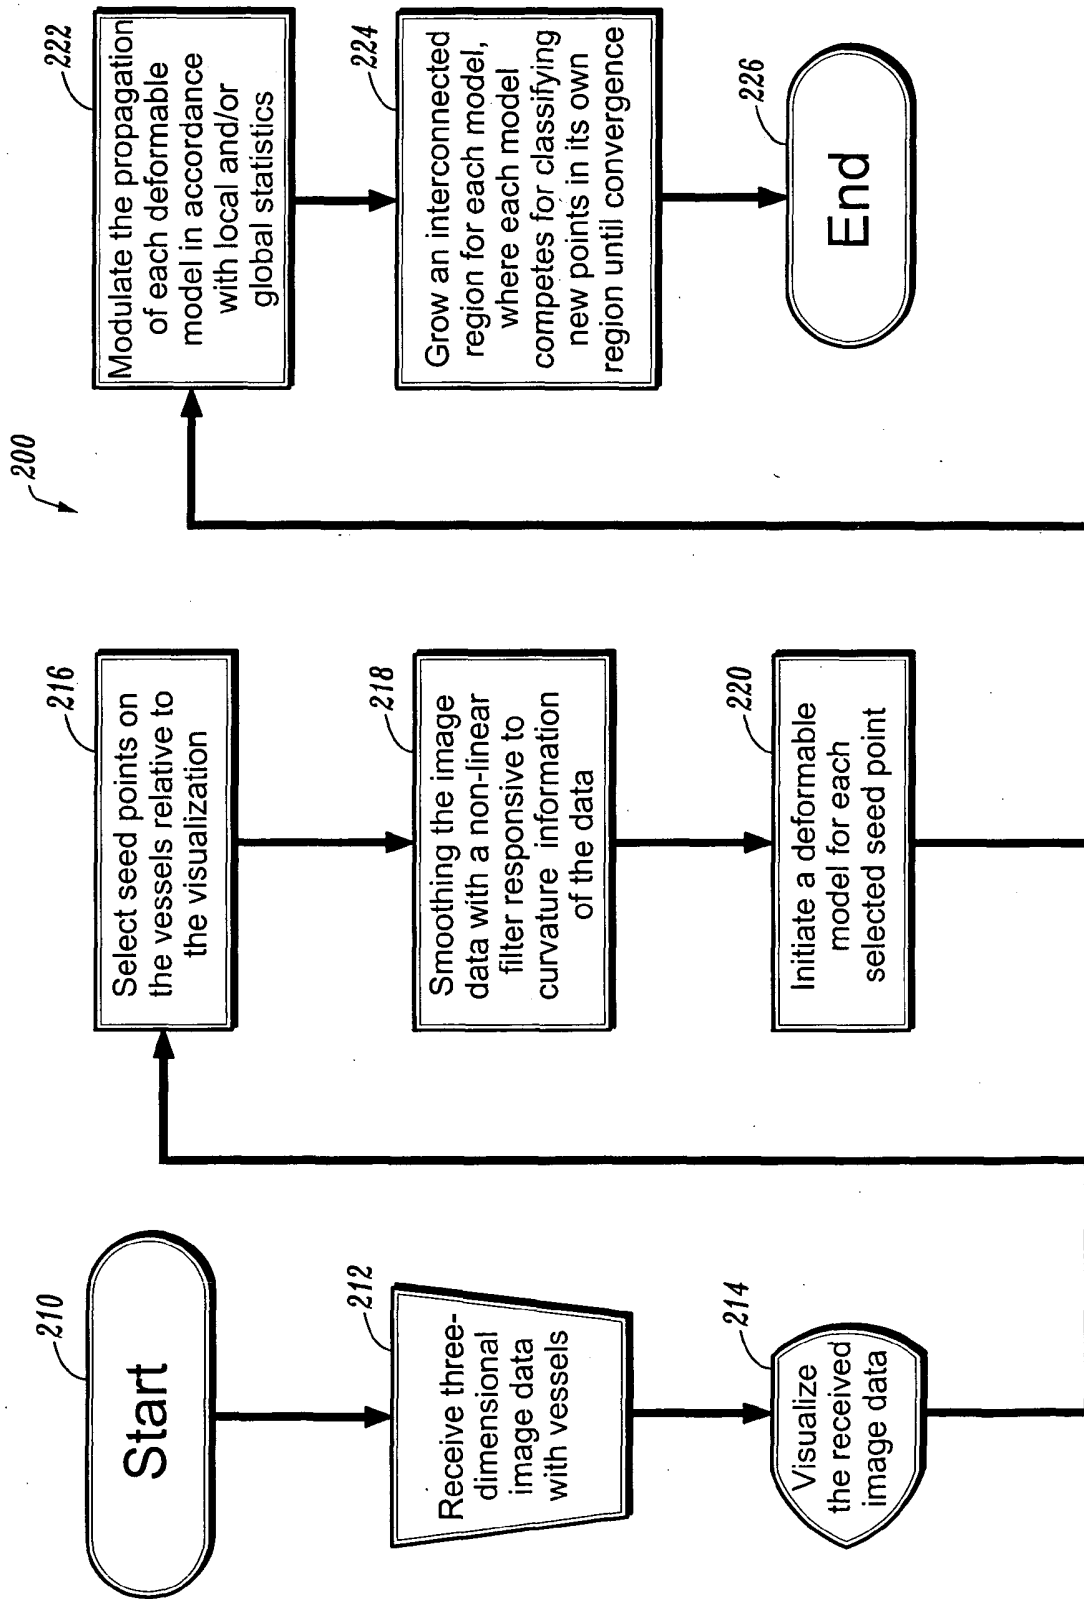 200
210
Start
212
Receive three-
dimensional
image data
with vessels
214
Visualize
the received
image data
216
Select seed points on
the vessels relative to
the visualization
218
Smoothing the image
data with a non-linear
filter responsive to
curvature information
of the data
220
Initiate a deformable
model for each
selected seed point
222
Modulate the propagation
of each deformable
model in accordance
with local and/or
global statistics
224
Grow an interconnected
region for each model,
where each model
competes for classifying
new points in its own
region until convergence
226
End